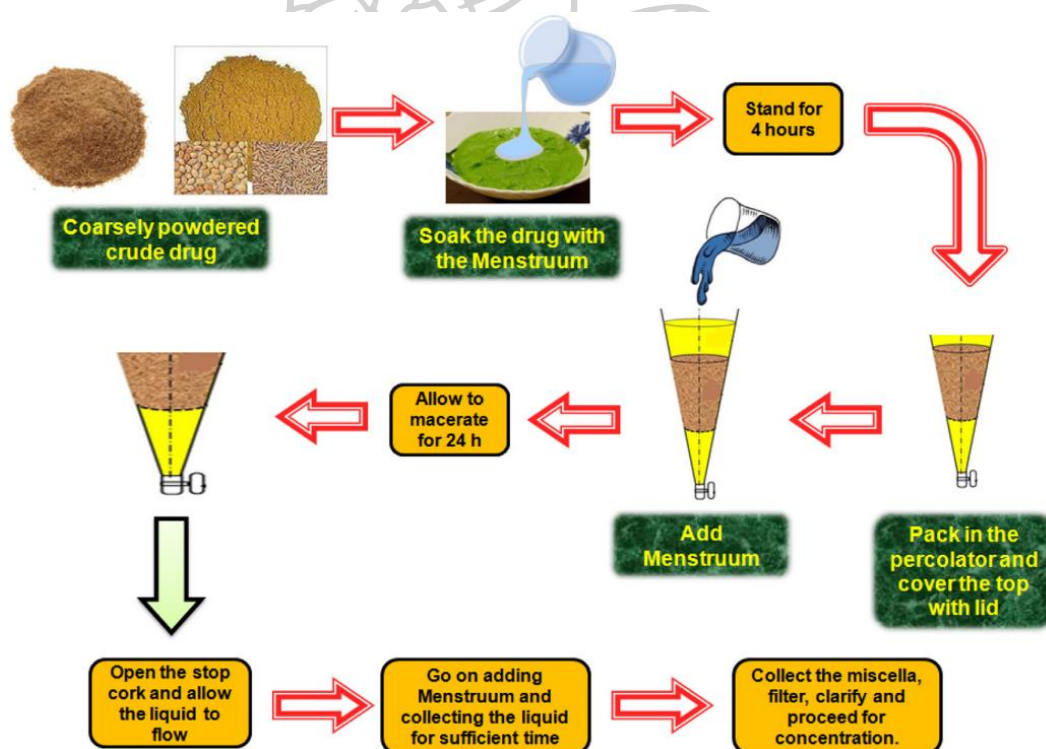 Coarsely powdered
crude drug
Soak the drug with
the Menstruum
Stand for
4 hours
Pack in the
percolator and
cover the top
with lid
Add
Menstruum
Allow to
macerate
for 24 h
Open the stop
cork and allow
the liquid to
flow
Go on adding
Menstruum and
collecting the liquid
for sufficient time
Collect the miscella,
filter, clarify and
proceed for
concentration.